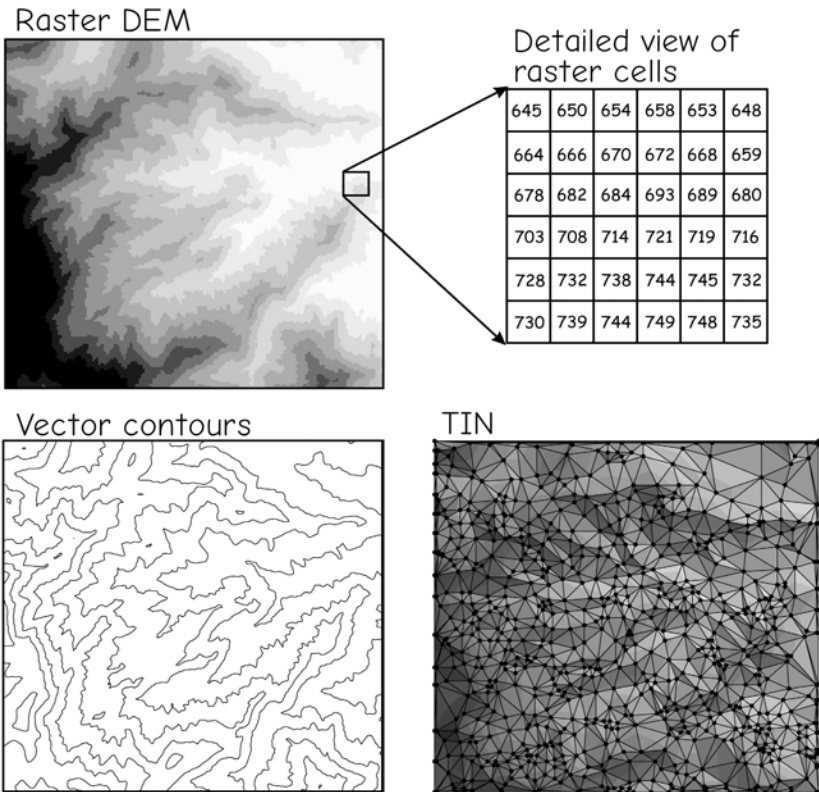 Raster DEM
Detailed view of
raster cells
645 650 654 658 653 648
664 666 670 672 668 659
678 682 684 693 689 680
703 708 714 721 719 716
728 732 738 744 745 732
730 739 744 749 748 735
Vector contours
TIN